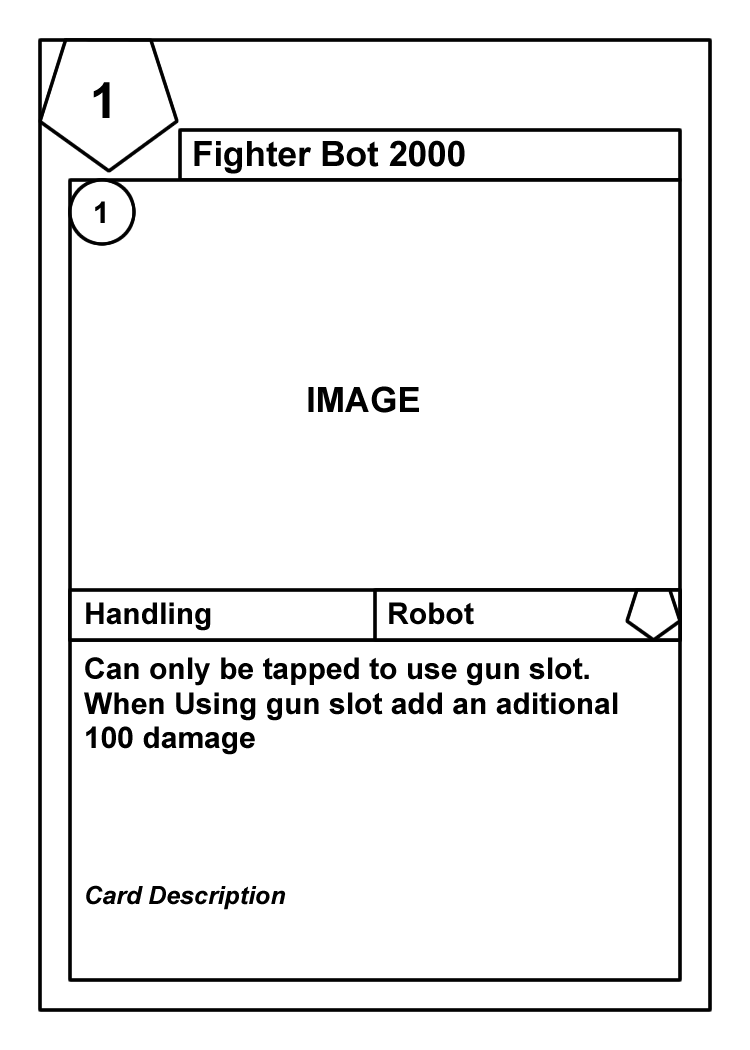 1
Fighter Bot 2000
1
IMAGE
Handling
Robot
Can only be tapped to use gun slot.
When Using gun slot add an aditional
100 damage
Card Description